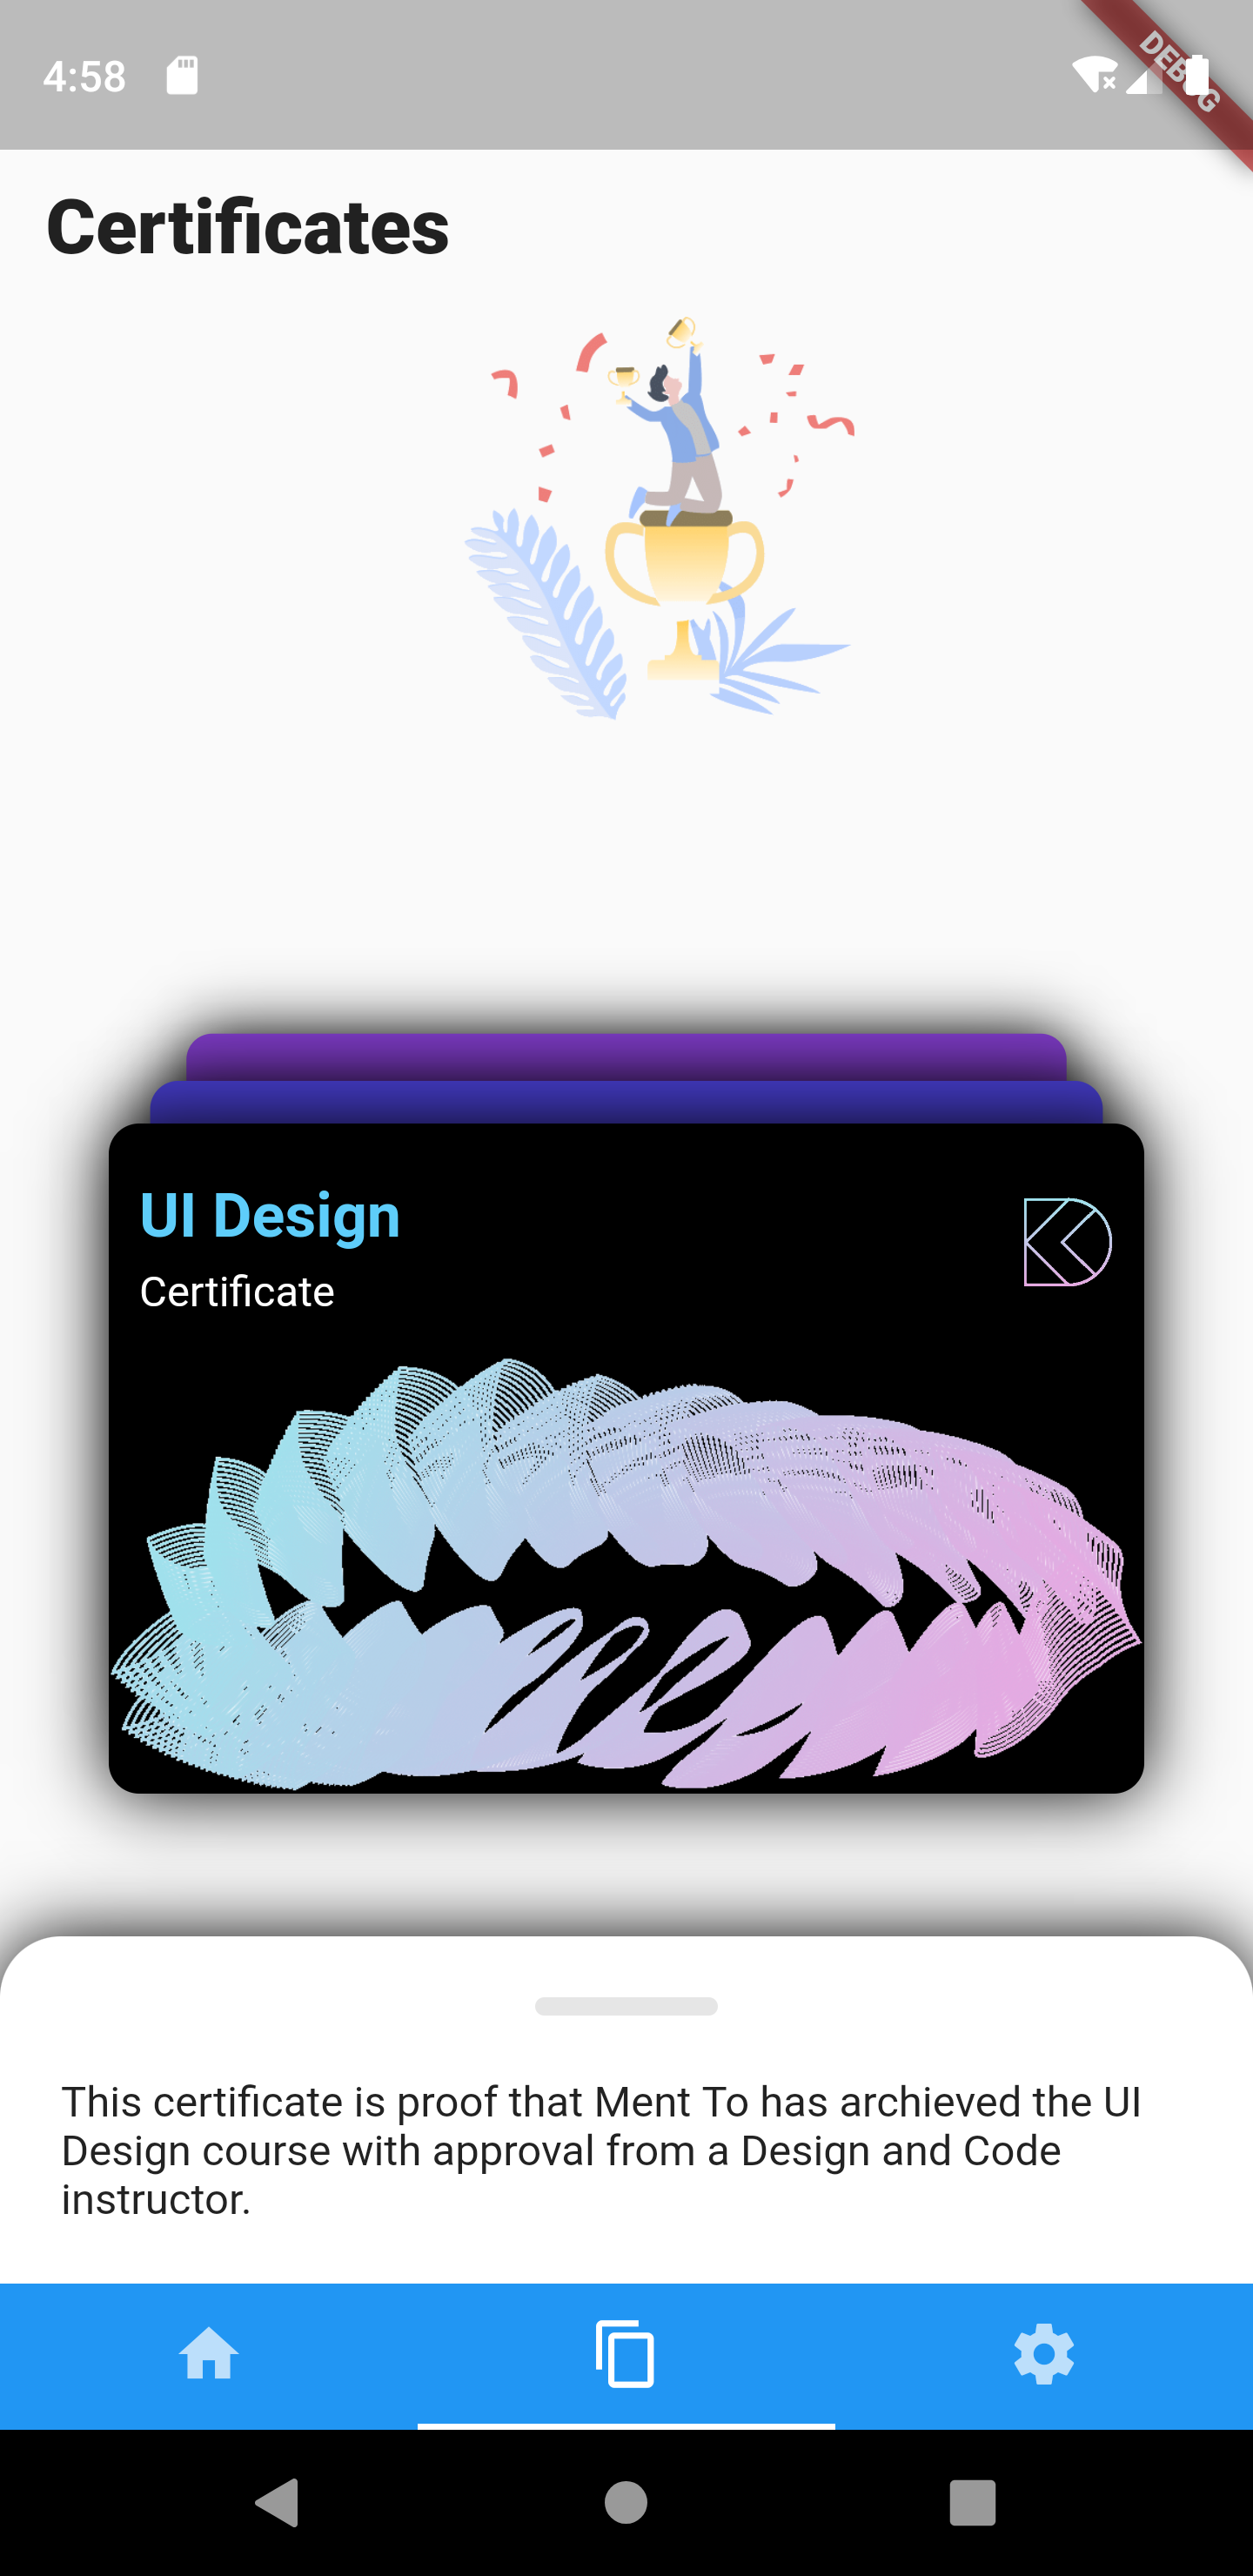 4:58
DEBUG
Certificates
UI Design
Certificate
This certificate is proof that Ment To has archieved the UI
Design course with approval from a Design and Code
instructor.